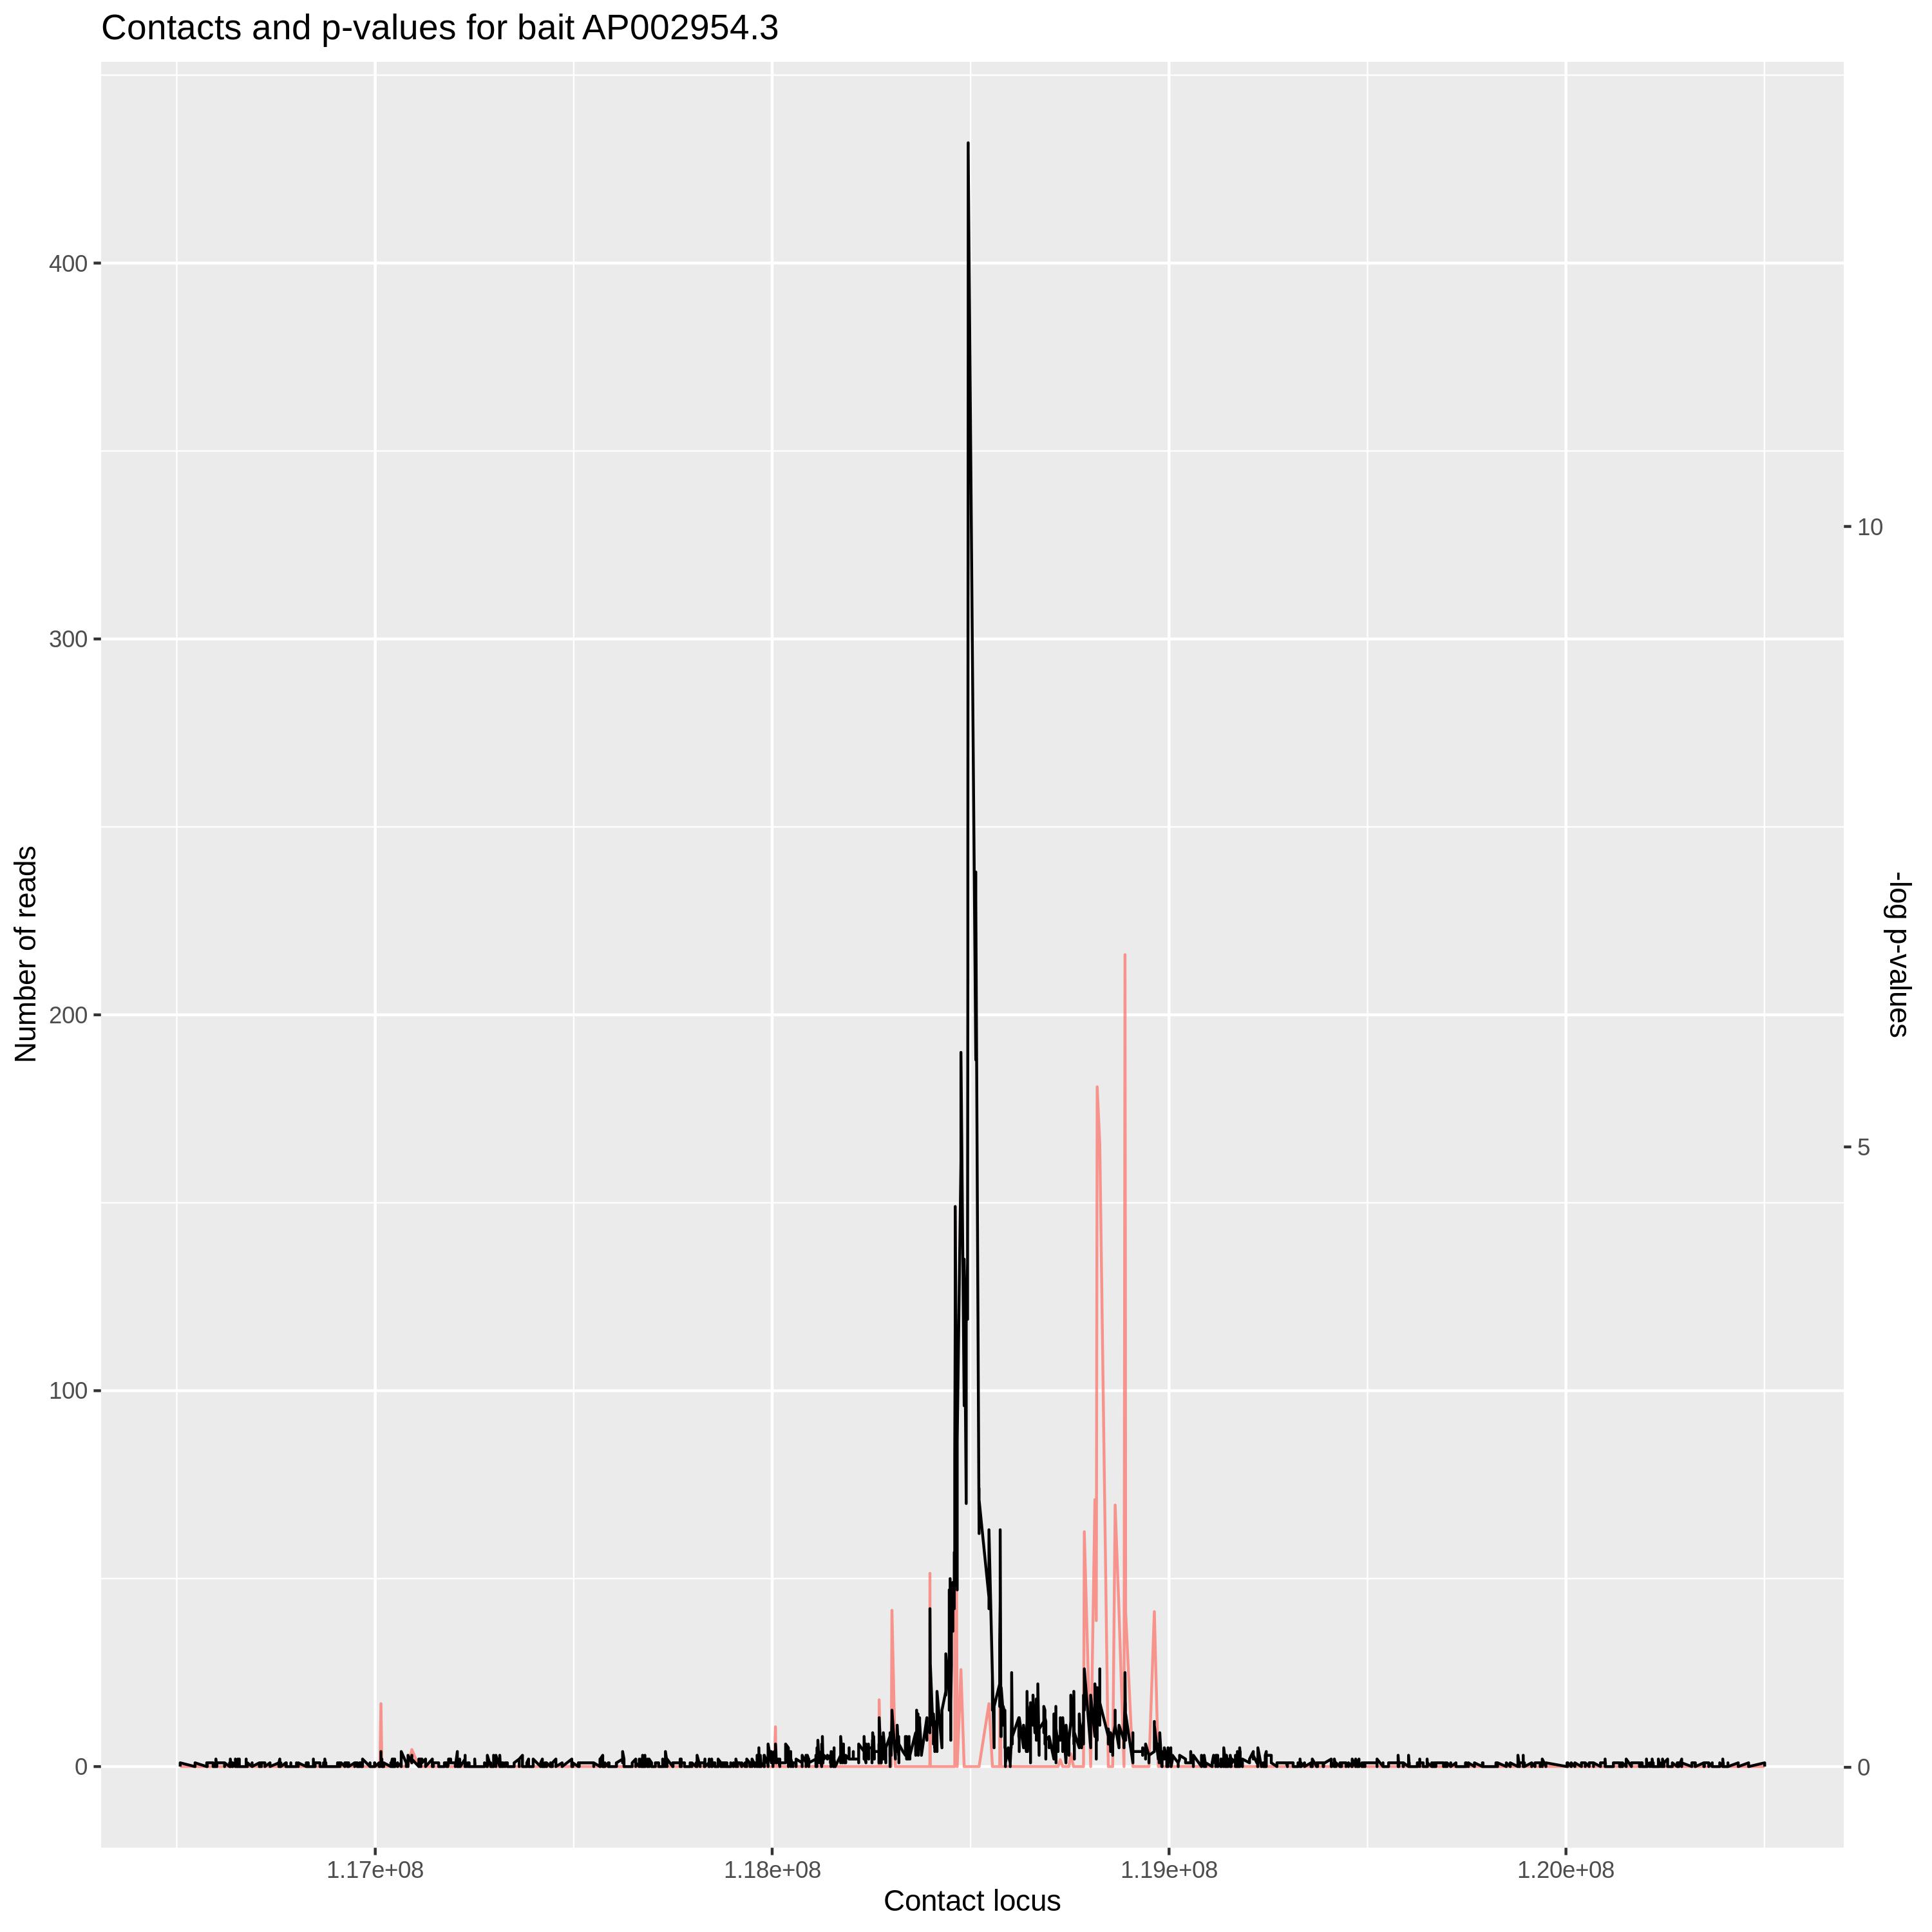 Contacts and p-values for bait AP002954.3
400
300
200
100
0
Number of reads
10
5
0
-log p-values
1.17e+08
1.18e+08
1.19e+08
1.20e+08
Contact locus